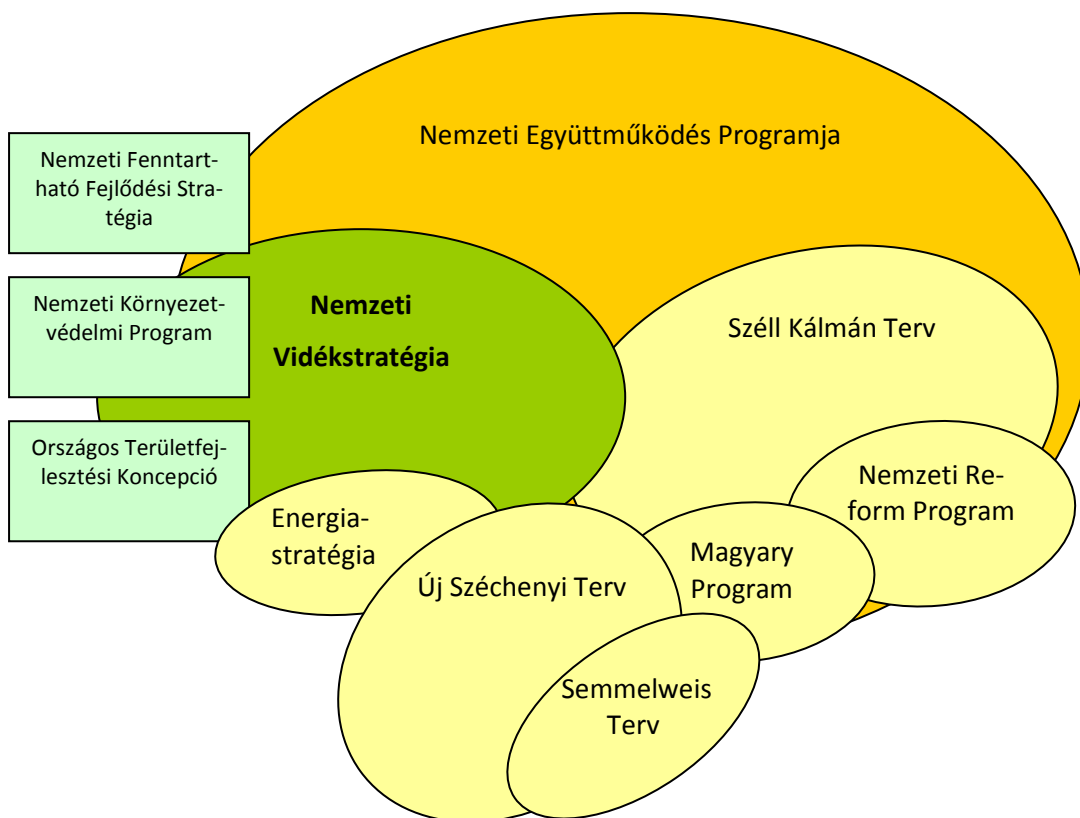 Nemzeti Együttműködés Programja
Nemzeti Fenntart-
ható Fejlődési Stra-
tégia
Nemzeti Környezet-
védelmi Program
Országos Területfej-
lesztési Koncepció
Nemzeti
Vidékstratégia
Széll Kálmán Terv
Nemzeti Re-
form Program
Energia-
stratégia
Magyary
Program
Új Széchenyi Terv
Semmelweis
Terv